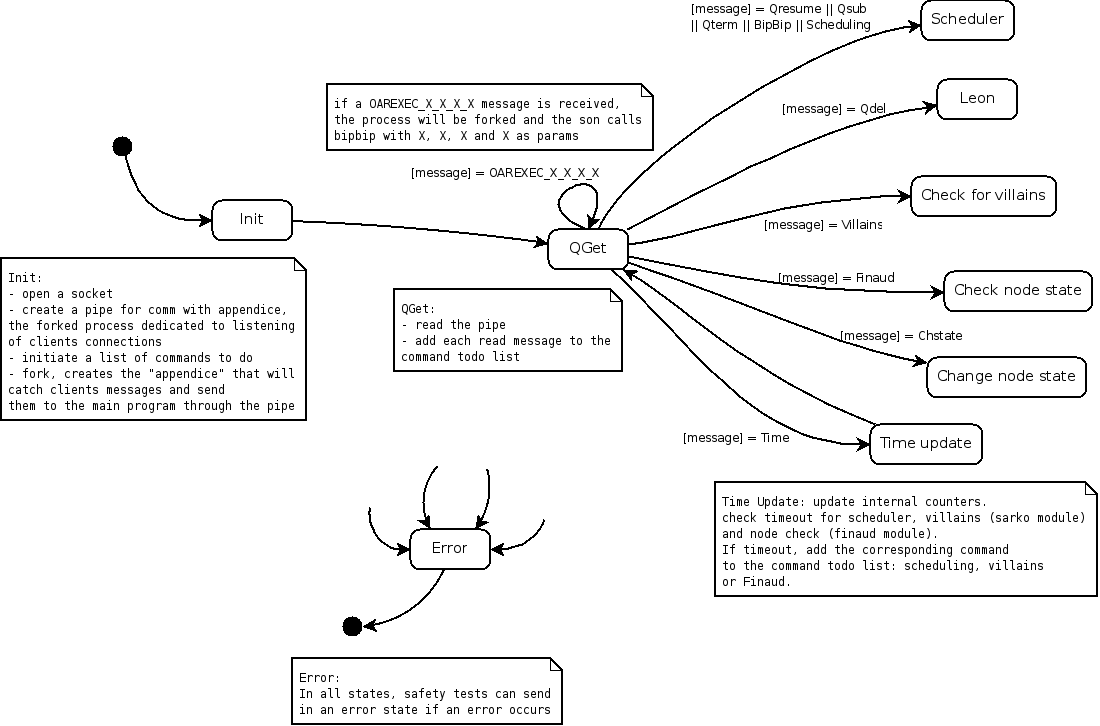 [message] = Qresume || Qsub
|| Qterm || BipBip || Scheduling
Scheduler
Leon
[message] = Qdel
if a OAREXEC_X_X_X_X message is received,
the process will be forked and the son calls
bipbip with X, X, X and X as params
[message] = OAREXEC_X_X_X_X
Check for villains
[message] = Villains
Init
QGet
[message] = Finaud
Check node state
Init:
- open a socket
- create a pipe for comm with appendice,
the forked process dedicated to listening
of clients connections
- initiate a list of commands to do
- fork, creates the "appendice" that will
catch clients messages and send
them to the main program through the pipe
QGet:
- read the pipe
- add each read message to the
command todo list
[message] = Chstate
Change node state
[message] = Time
Time update
Time Update: update internal counters.
check timeout for scheduler, villains (sarko module)
and node check (finaud module).
If timeout, add the corresponding command
to the command todo list: scheduling, villains
or Finaud.
Error
Error:
In all states, safety tests can send
in an error state if an error occurs